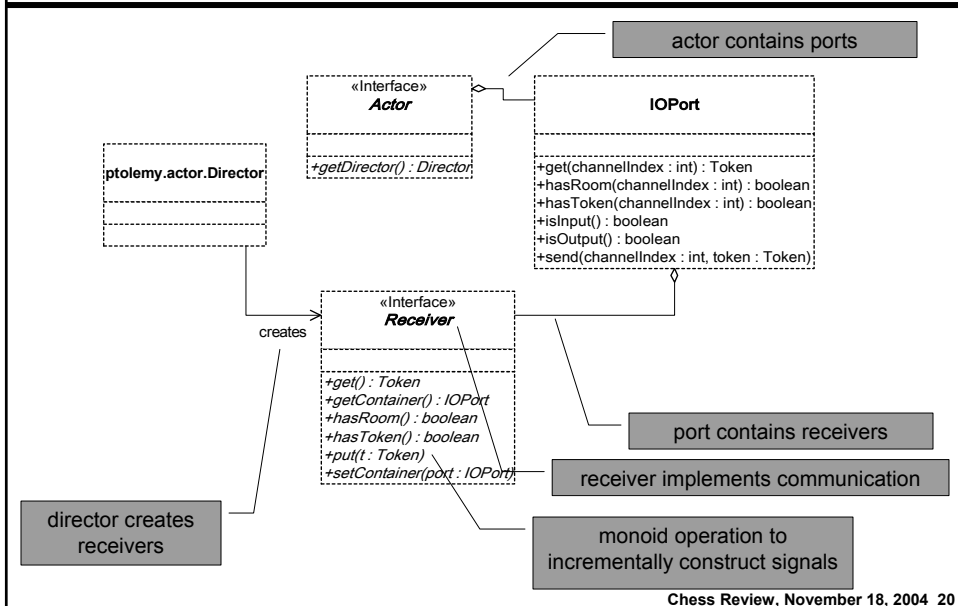 actor contains ports
«Interface»
Actor
+getDirector() : Director
IOPort
+get(channelIndex : int) : Token
+hasRoom(channelIndex : int) : boolean
+hasToken(channelIndex : int) : boolean
+isInput() : boolean
+isOutput() : boolean
+send(channelIndex : int, token : Token)
ptolemy.actor.Director
creates
«Interface»
Receiver
+get() : Token
+getContainer() : IOPort
+hasRoom() : boolean
+hasToken() : boolean
+put(t : Token)
+setContainer(port : IOPort)
port contains receivers
receiver implements communication
director creates
receivers
monoid operation to
incrementally construct signals
Chess Review, November 18, 2004 20